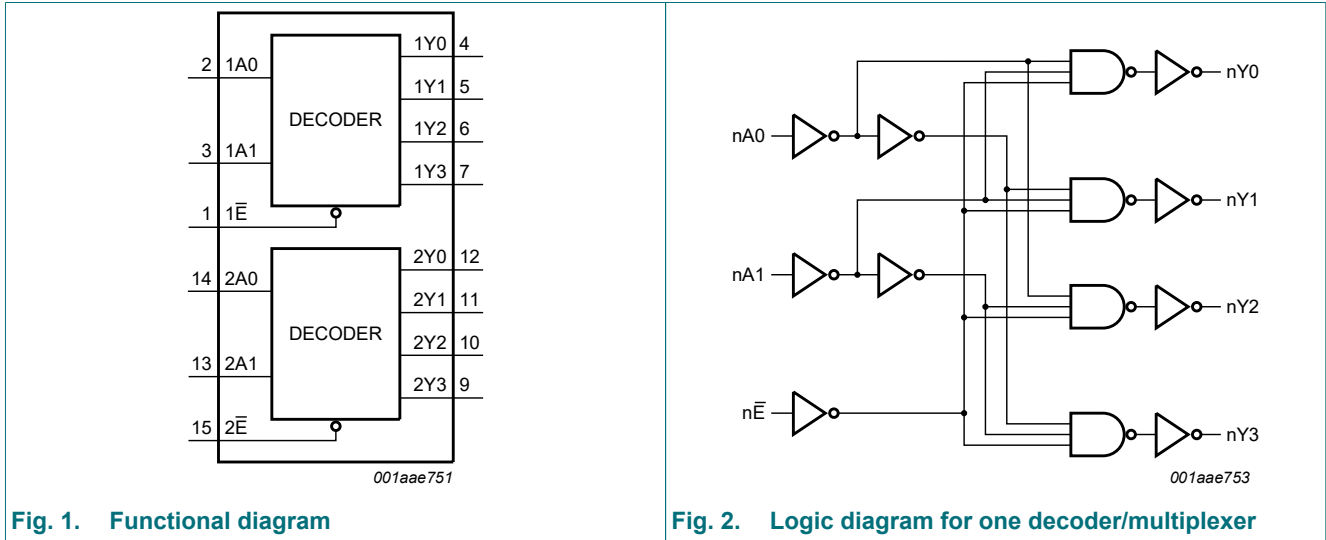 1Y0 4
2 1A0
1Y1 5
DECODER
1Y2 6
3 1A1
1Y3 7
1 1E̅
2Y0 12
14 2A0
2Y1 11
DECODER
2Y2 10
13 2A1
2Y3 9
15 2E̅
001aae751
Fig. 1. Functional diagram
nY0
nA0
nY1
nA1
nY2
nE̅
nY3
001aae753
Fig. 2. Logic diagram for one decoder/multiplexer